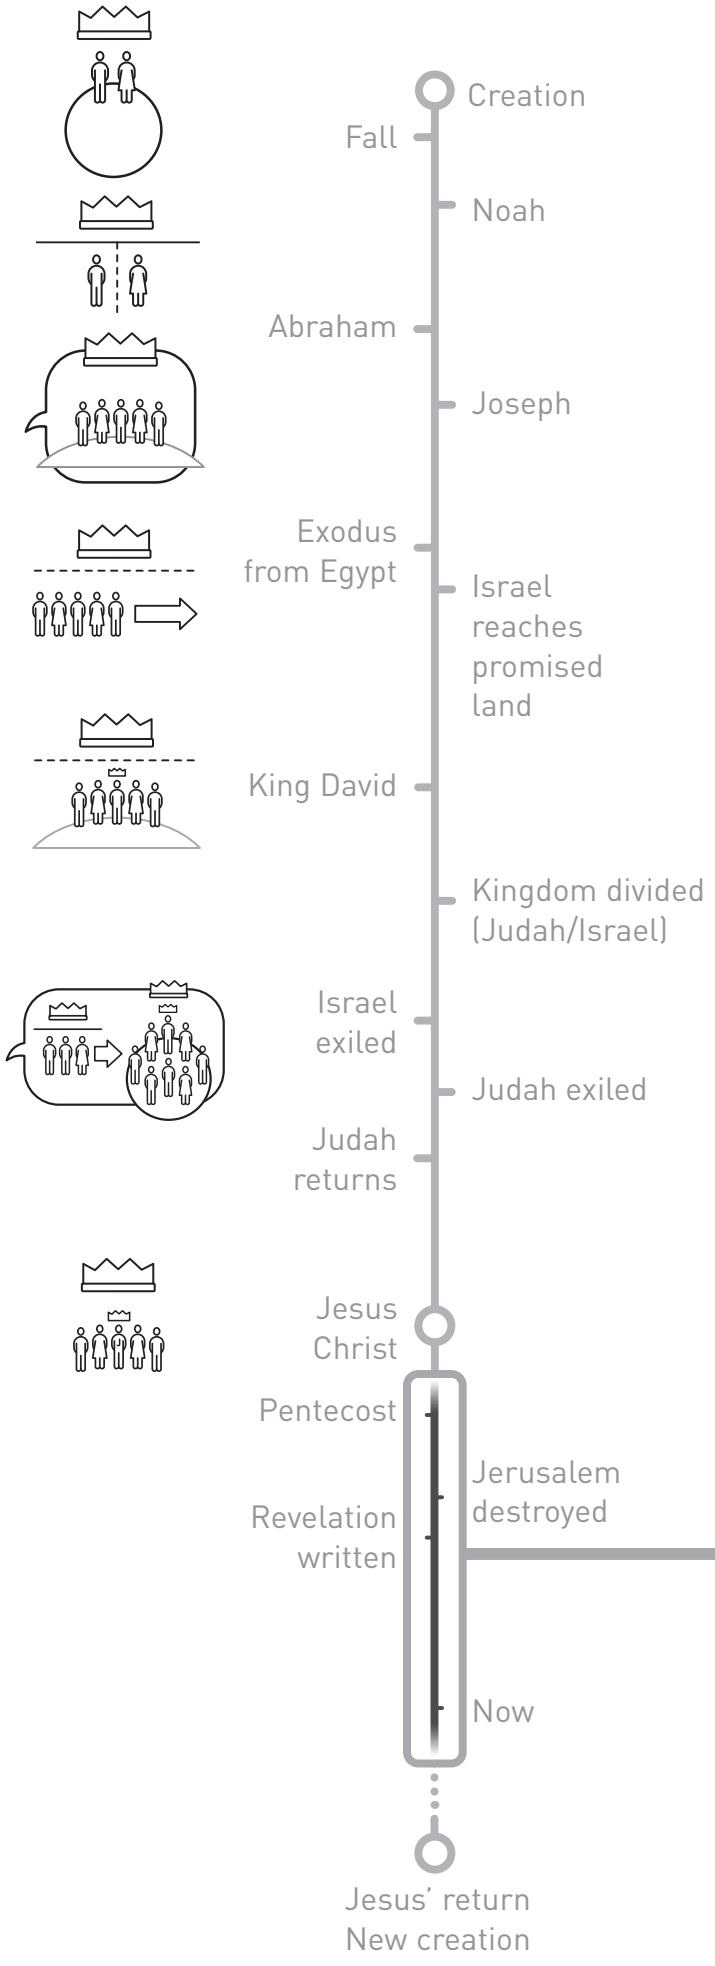 Creation
Fall
Noah
Abraham
Joseph
Exodus
from Egypt
Israel
reaches
promised
land
King David
Kingdom divided
(Judah/Israel)
Israel
exiled
Judah exiled
Judah
returns
Jesus
Christ
Pentecost
Jerusalem
destroyed
Revelation
written
Now
Jesus’ return
New creation